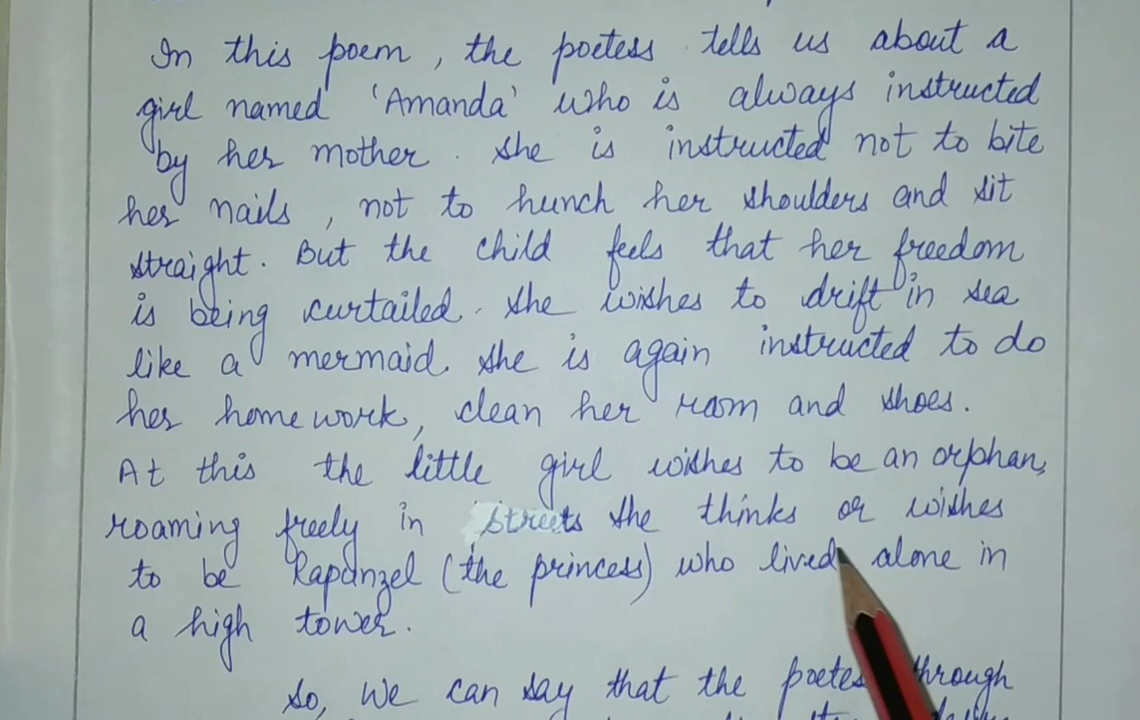 In this poem, the poetess tells us about a
girl named 'Amanda' who is always instructed
by her mother. She is instructed not to bite
her nails, not to hunch her shoulders and sit
straight. But the child feels that her freedom
is being curtailed. She wishes to drift in sea
like a mermaid. She is again instructed to do
her homework, clean her room and shoes.
At this the little girl wishes to be an orphan,
roaming freely in streets she thinks or wishes
to be Rapunzel (the princess) who lived alone in
a high tower.
So, we can say that the through